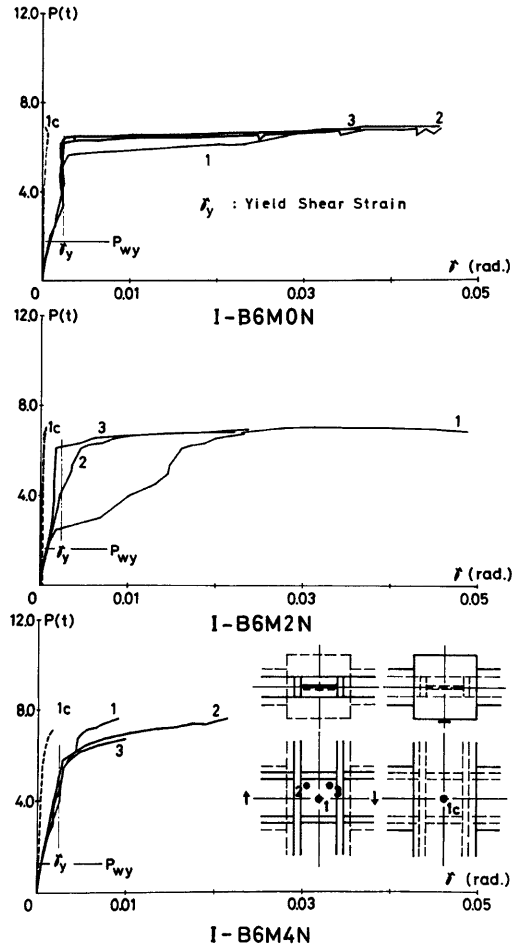 12.0 P(t)
8.0
1c
3 2
1
4.0
γy : Yield Shear Strain
γy Pwy
γ (rad.)
0 0.01 0.03 0.05
I-B6M0N
12.0 P(t)
8.0
1c 3 1
2
4.0
γy Pwy
γ (rad.)
0 0.01 0.03 0.05
I-B6M2N
12.0 P(t)
8.0
1c 1 2
3
4.0
2 3
1 1c
γy Pwy
γ (rad.)
0 0.01 0.03 0.05
I-B6M4N